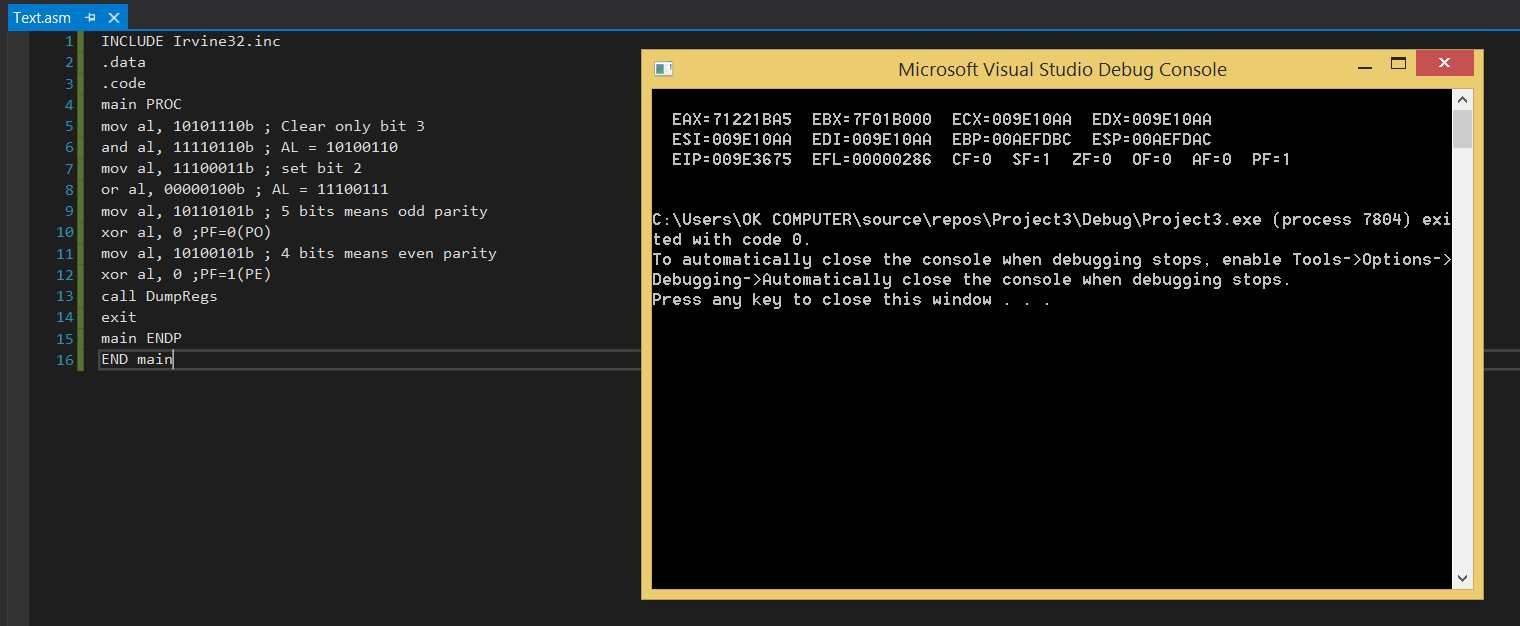 Text.asm
1 INCLUDE Irvine32.inc
2 .data
3 .code
4 main PROC
5 mov al, 10101110b ; Clear only bit 3
6 and al, 11110110b ; AL = 10100110
7 mov al, 11100011b ; set bit 2
8 or al, 00000100b ; AL = 11100111
9 mov al, 10110101b ; 5 bits means odd parity
10 xor al, 0 ;PF=0(PO)
11 mov al, 10100101b ; 4 bits means even parity
12 xor al, 0 ;PF=1(PE)
13 call DumpRegs
14 exit
15 main ENDP
16 END main
Microsoft Visual Studio Debug Console
EAX=71221BA5 EBX=7F01B000 ECX=009E10AA EDX=009E10AA
ESI=009E10AA EDI=009E10AA EBP=00AEFDBC ESP=00AEFDAC
EIP=009E3675 EFL=00000286 CF=0 SF=1 ZF=0 OF=0 AF=0 PF=1
C:\Users\OK COMPUTER\source\repos\Project3\Debug\Project3.exe (process 7804) exi
ted with code 0.
To automatically close the console when debugging stops, enable Tools->Options->
Debugging->Automatically close the console when debugging stops.
Press any key to close this window . . .